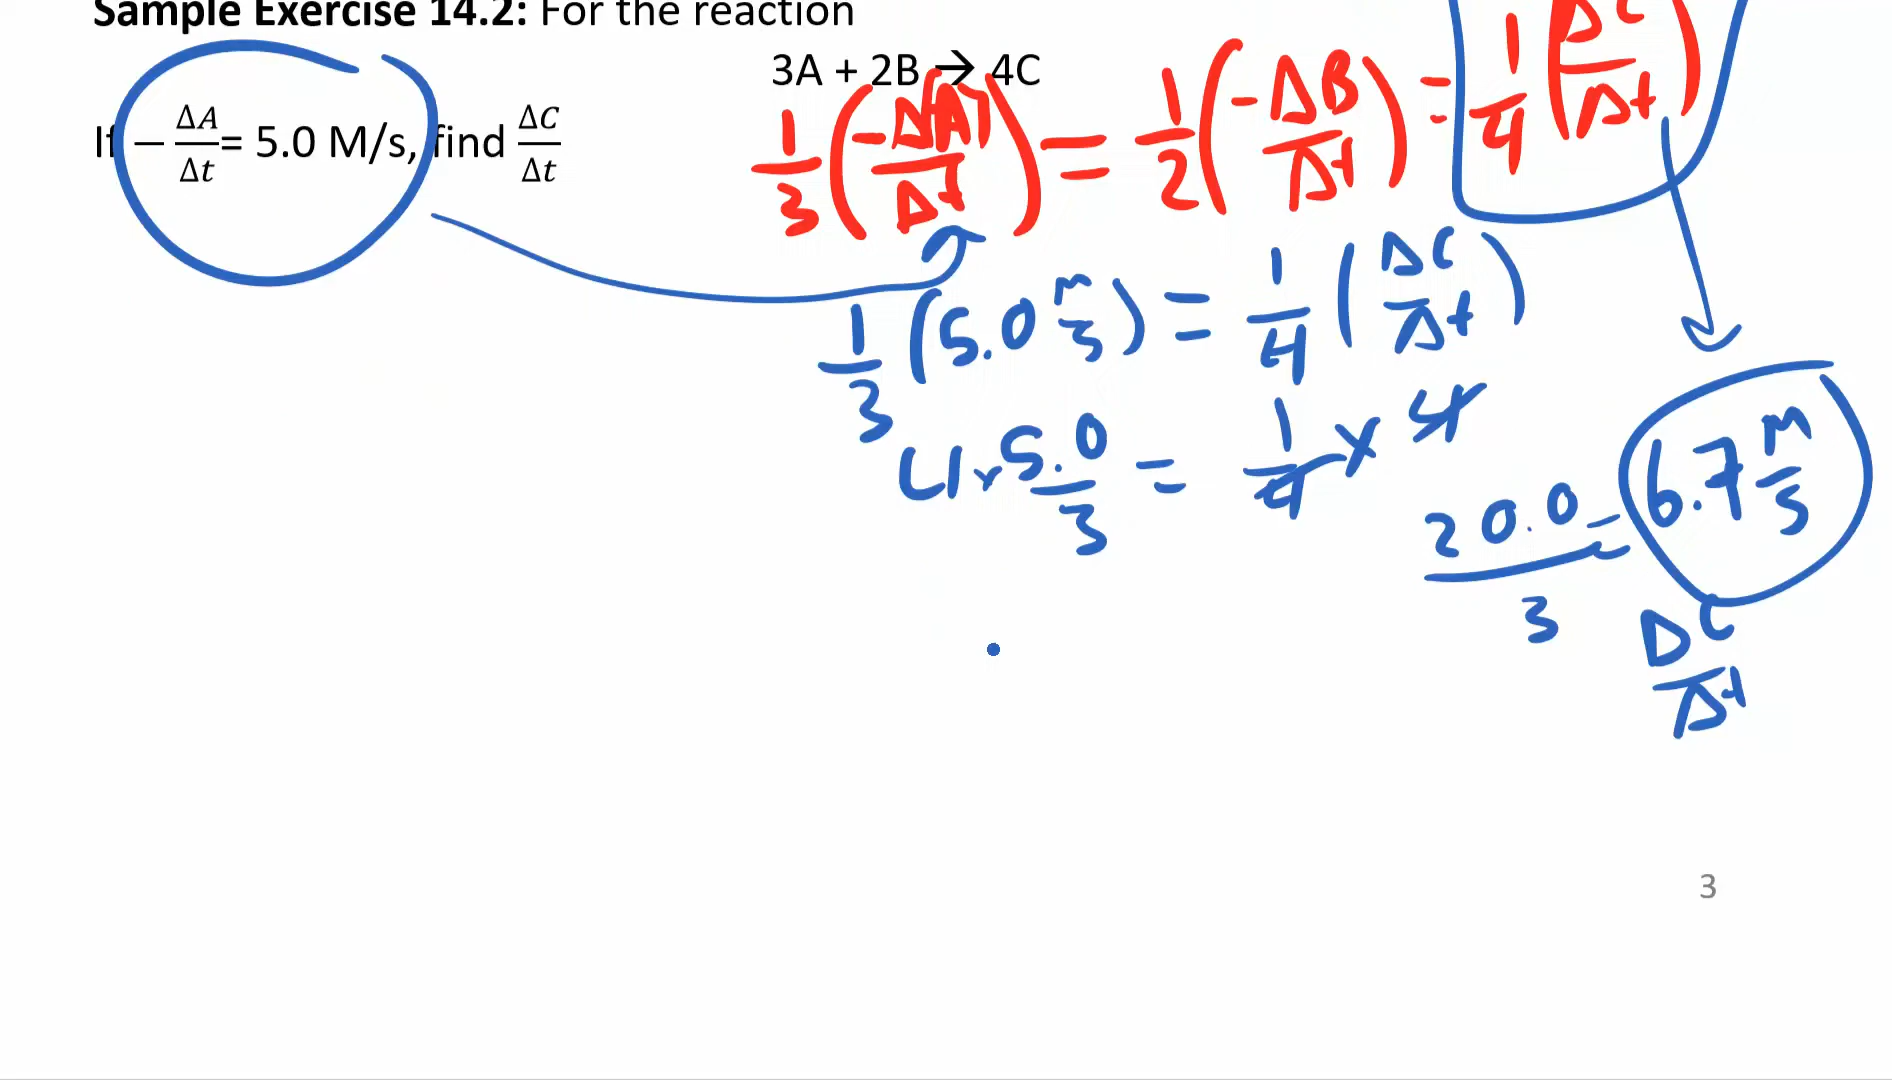 Sample Exercise 14.2: For the reaction
3A + 2B → 4C
If − ΔA/Δt = 5.0 M/s, find ΔC/Δt
1/3 (−Δ[A]/Δt) = 1/2 (−ΔB/Δt) = 1/4 (ΔC/Δt)
1/3 (5.0 M/s) = 1/4 (ΔC/Δt)
4 x 5.0/3 = 1/4 x 4
20.0/3 = 6.7 M/s
ΔC/Δt
3